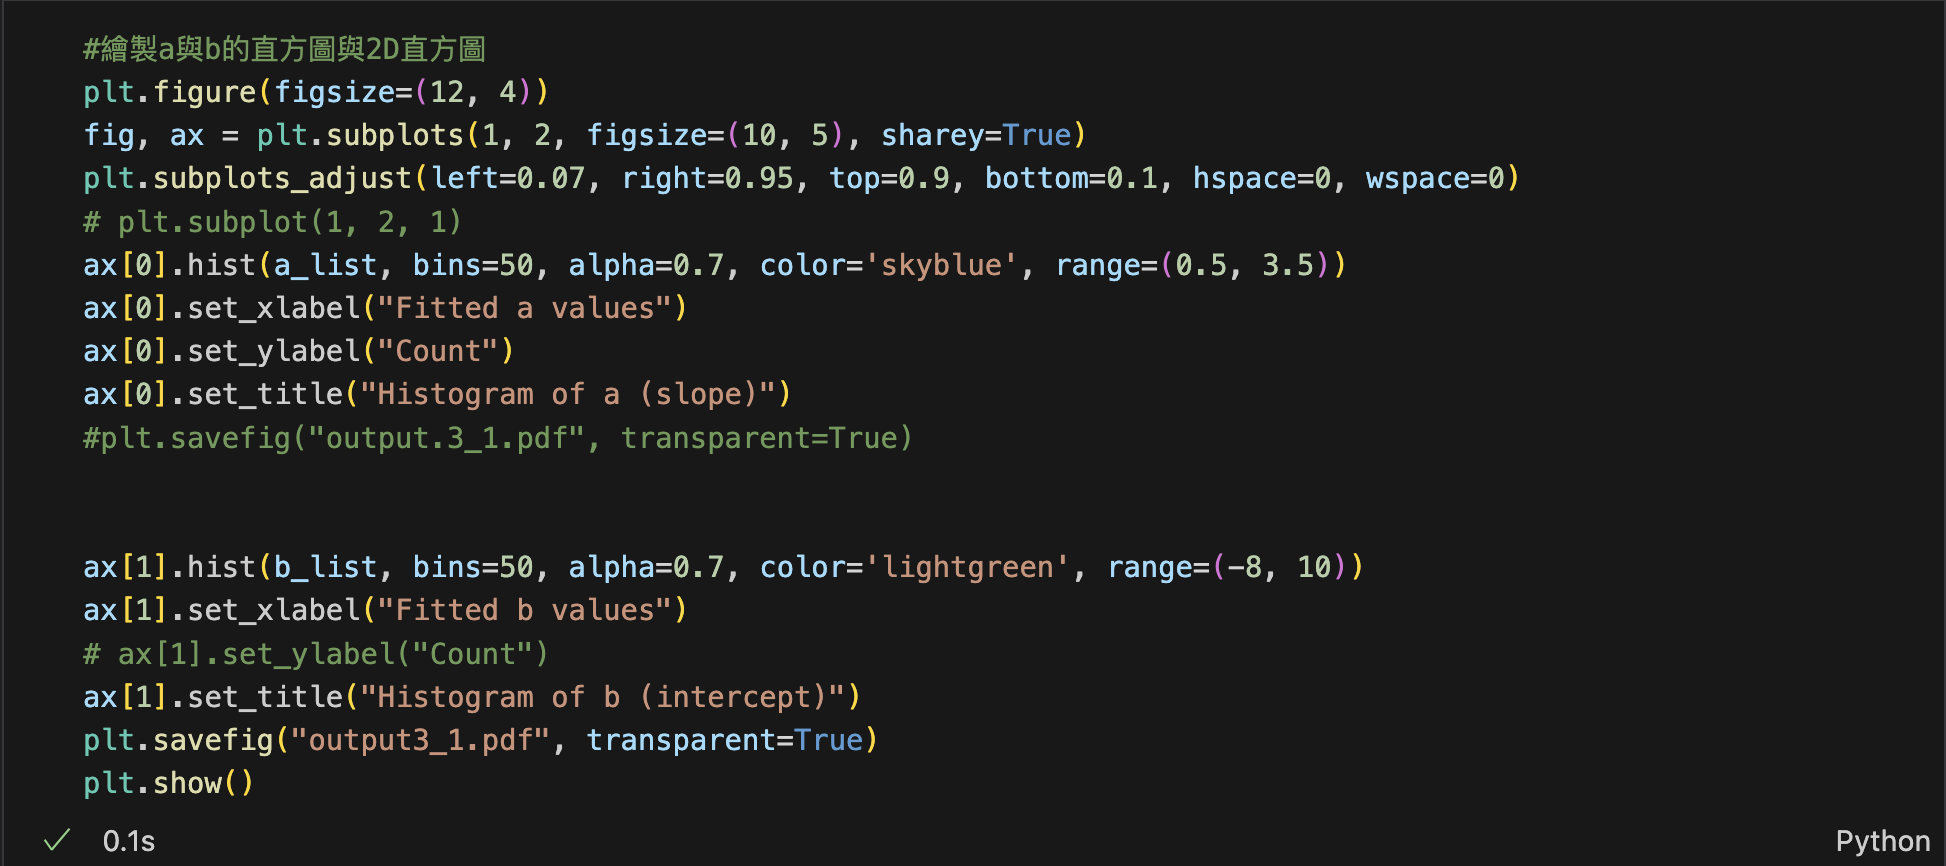 #繪製a與b的直方圖與2D直方圖
plt.figure(figsize=(12, 4))
fig, ax = plt.subplots(1, 2, figsize=(10, 5), sharey=True)
plt.subplots_adjust(left=0.07, right=0.95, top=0.9, bottom=0.1, hspace=0, wspace=0)
# plt.subplot(1, 2, 1)
ax[0].hist(a_list, bins=50, alpha=0.7, color='skyblue', range=(0.5, 3.5))
ax[0].set_xlabel("Fitted a values")
ax[0].set_ylabel("Count")
ax[0].set_title("Histogram of a (slope)")
#plt.savefig("output.3_1.pdf", transparent=True)
ax[1].hist(b_list, bins=50, alpha=0.7, color='lightgreen', range=(-8, 10))
ax[1].set_xlabel("Fitted b values")
# ax[1].set_ylabel("Count")
ax[1].set_title("Histogram of b (intercept)")
plt.savefig("output3_1.pdf", transparent=True)
plt.show()
0.1s
Python